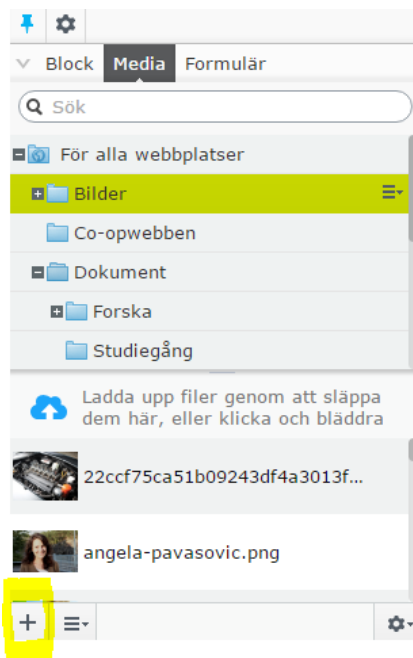 Block Media Formulär
Sök
För alla webbplatser
Bilder
Co-opwebben
Dokument
Forska
Studiegång
Ladda upp filer genom att släppa
dem här, eller klicka och bläddra
22ccf75ca51b09243df4a3013f...
angela-pavasovic.png